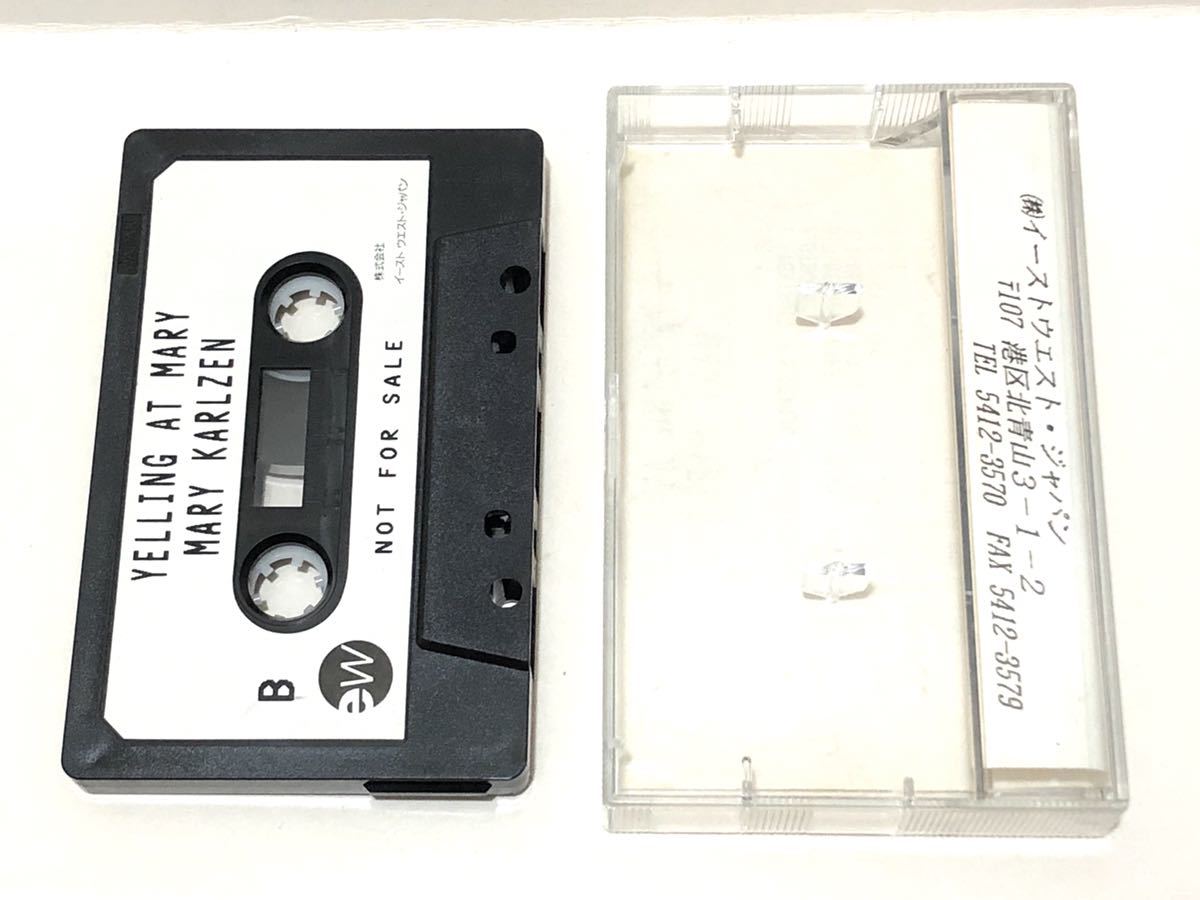 YELLING AT MARY
MARY KARLZEN
B
ew
株式会社
イースト ウエスト・ジャパン
NOT FOR SALE
㈱イーストウエスト・ジャパン
〒107 港区北青山3-1-2
TEL 5412-3570 FAX 5412-3579